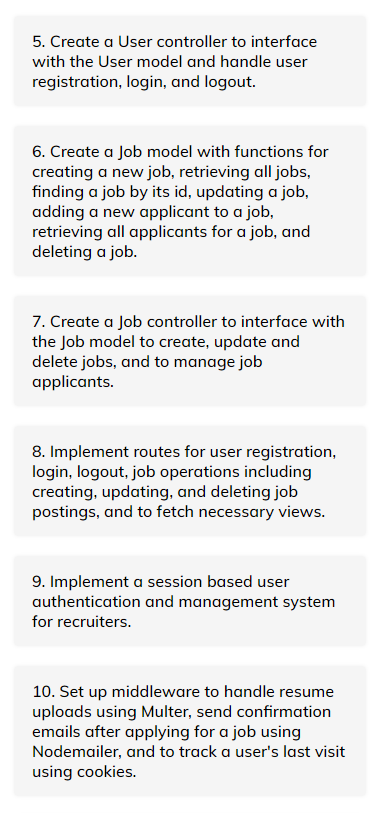 5. Create a User controller to interface
with the User model and handle user
registration, login, and logout.
6. Create a Job model with functions for
creating a new job, retrieving all jobs,
finding a job by its id, updating a job,
adding a new applicant to a job,
retrieving all applicants for a job, and
deleting a job.
7. Create a Job controller to interface with
the Job model to create, update and
delete jobs, and to manage job
applicants.
8. Implement routes for user registration,
login, logout, job operations including
creating, updating, and deleting job
postings, and to fetch necessary views.
9. Implement a session based user
authentication and management system
for recruiters.
10. Set up middleware to handle resume
uploads using Multer, send confirmation
emails after applying for a job using
Nodemailer, and to track a user's last visit
using cookies.